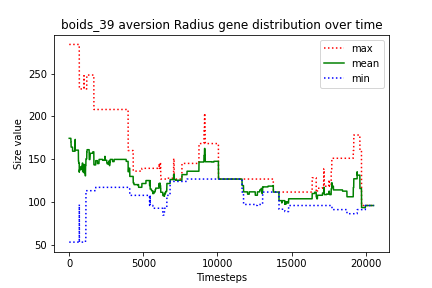 boids_39 aversion Radius gene distribution over time
max
mean
min
Size value
250
200
150
100
50
0
5000
10000
15000
20000
Timesteps